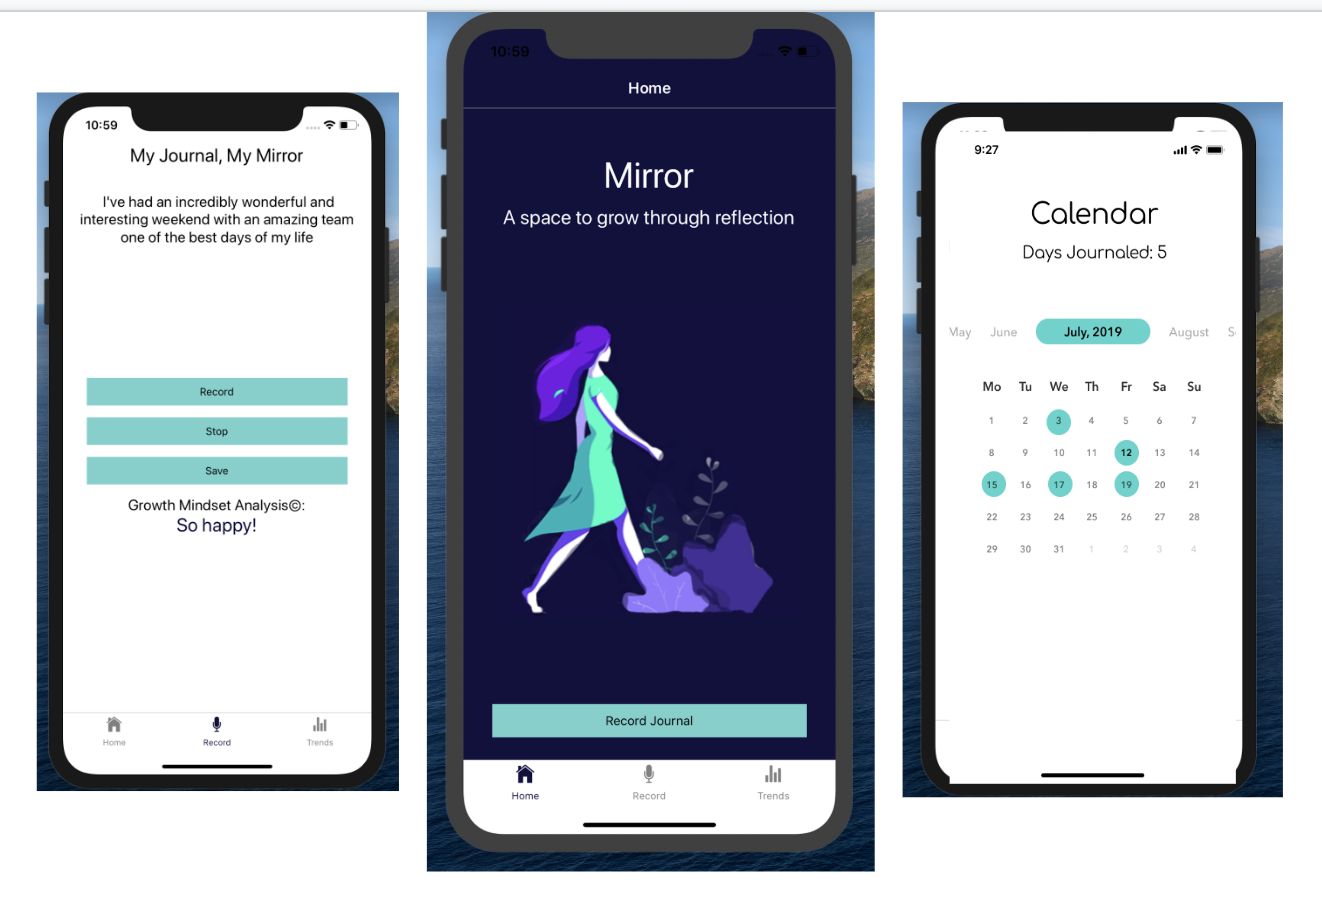 10:59
My Journal, My Mirror
I've had an incredibly wonderful and
interesting weekend with an amazing team
one of the best days of my life
Record
Stop
Save
Growth Mindset Analysis©:
So happy!
Home Record Trends
10:59
Home
Mirror
A space to grow through reflection
Record Journal
Home Record Trends
9:27
Calendar
Days Journaled: 5
May June July, 2019 August
Mo Tu We Th Fr Sa Su
1 2 3 4 5 6 7
8 9 10 11 12 13 14
15 16 17 18 19 20 21
22 23 24 25 26 27 28
29 30 31 1 2 3 4